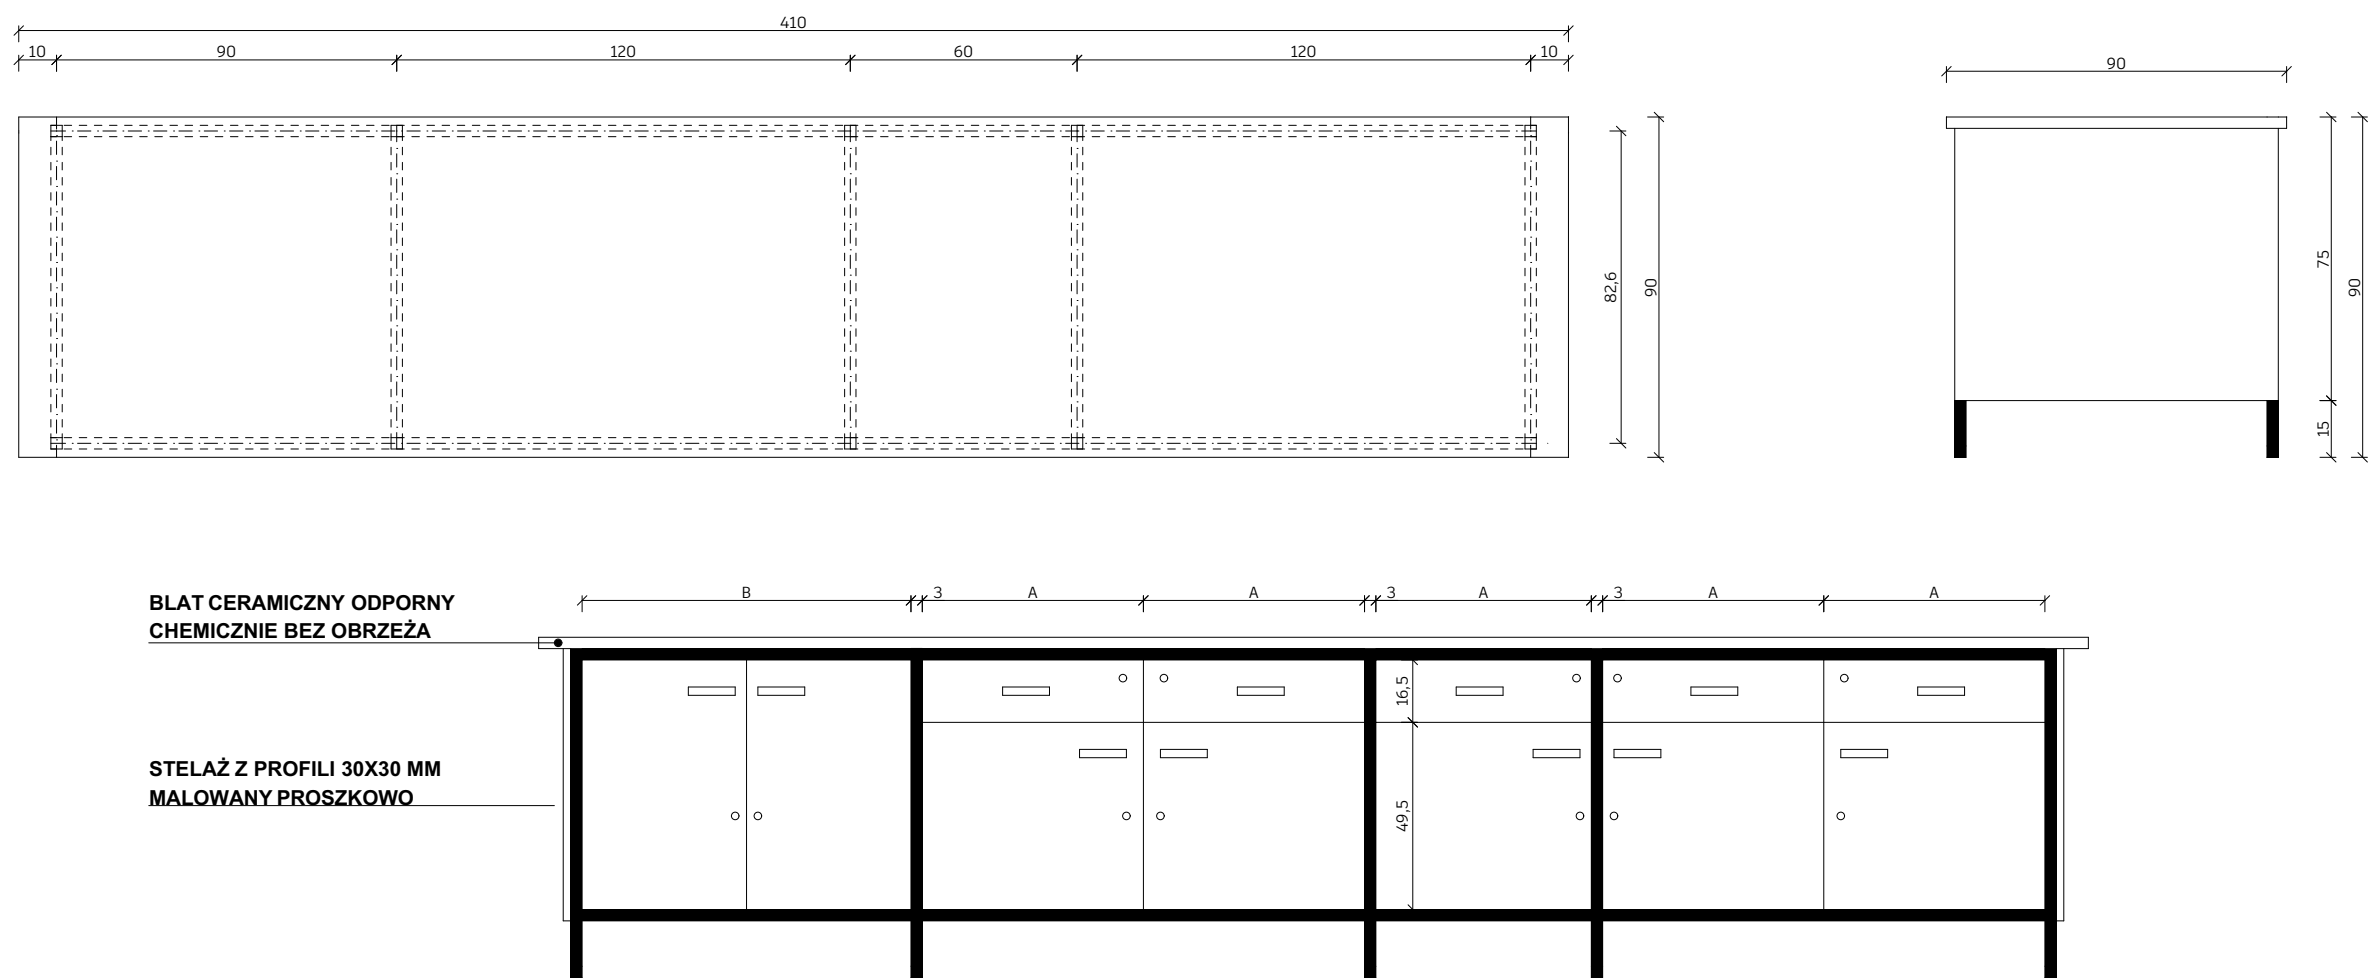 410
10 90 120 60 120 10
90
82,6
90
75
15
90
B 3 A A 3 A 3 A A
BLAT CERAMICZNY ODPORNY
CHEMICZNIE BEZ OBRZEŻA
16,5
49,5
STELAŻ Z PROFILI 30X30 MM
MALOWANY PROSZKOWO